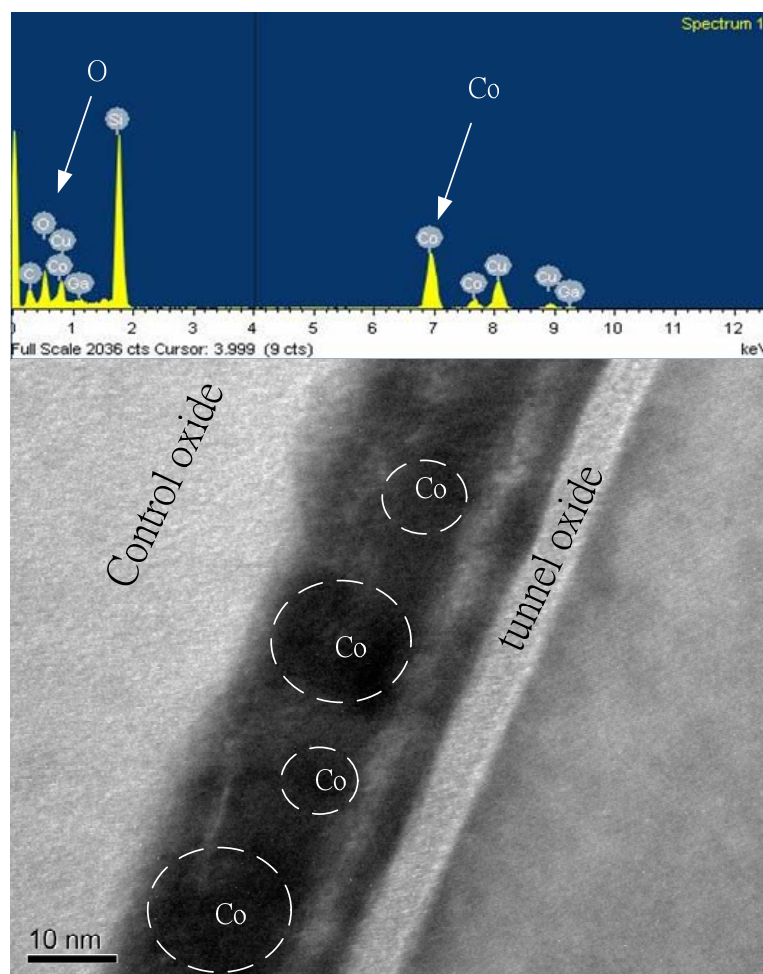 Spectrum 1
O
Co
Si
O
Cu
Co
C
Co
Ga
Cu
Co
Cu
Ga
0 1 2 3 4 5 6 7 8 9 10 11 12
Full Scale 2036 cts Cursor: 3.999 (9 cts)
keV
Control oxide
Co
tunnel oxide
Co
Co
Co
10 nm